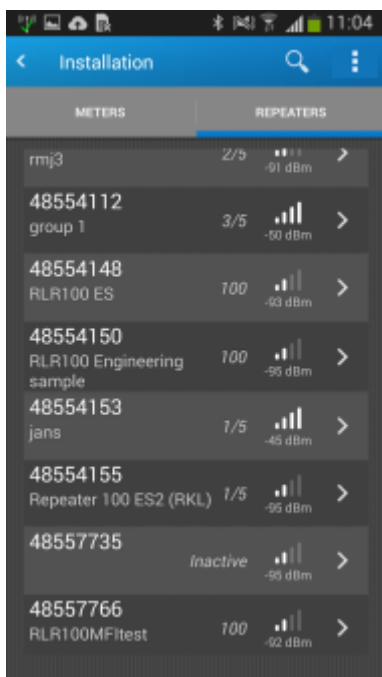 11:04
Installation
METERS REPEATERS
rmj3 2/5 -91 dBm
48554112
group 1 3/5 -50 dBm
48554148
RLR100 ES 100 -93 dBm
48554150
RLR100 Engineering 100 -95 dBm
sample
48554153
jans 1/5 -45 dBm
48554155
Repeater 100 ES2 (RKL) 1/5 -95 dBm
48557735
Inactive -95 dBm
48557766
RLR100MFItest 100 -92 dBm